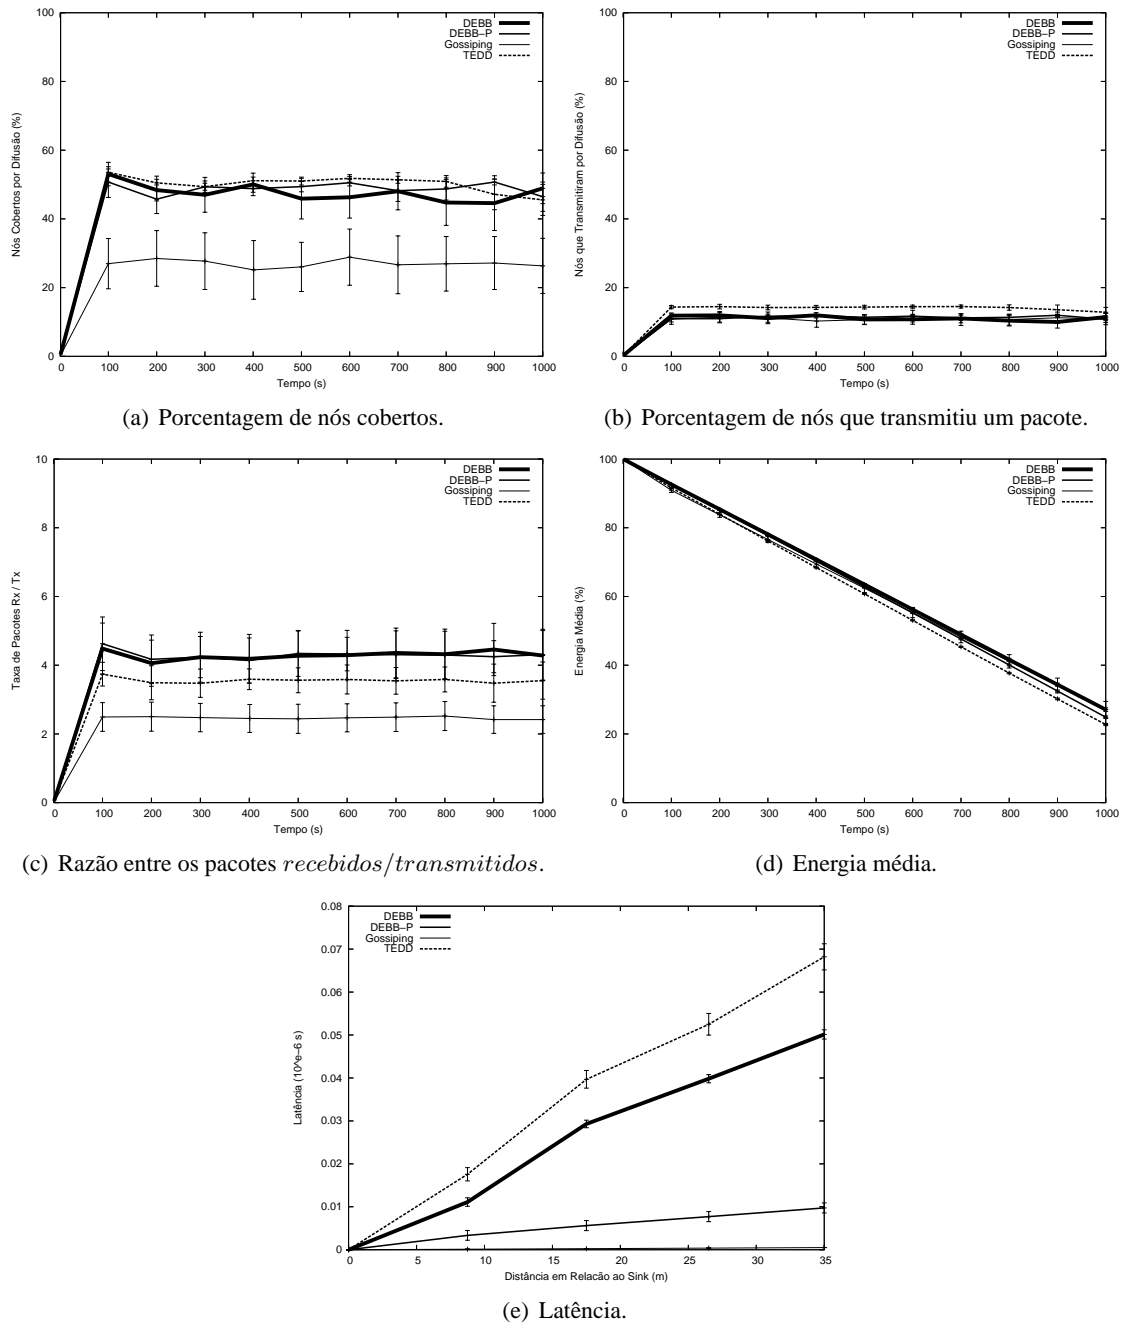 DEBB
DEBB−P
Gossiping
TEDD
Nós Cobertos por Difusão (%)
100
80
60
40
20
0
0 100 200 300 400 500 600 700 800 900 1000
Tempo (s)
(a) Porcentagem de nós cobertos.
DEBB
DEBB−P
Gossiping
TEDD
Nós que Transmitiram por Difusão (%)
100
80
60
40
20
0
0 100 200 300 400 500 600 700 800 900 1000
Tempo (s)
(b) Porcentagem de nós que transmitiu um pacote.
DEBB
DEBB−P
Gossiping
TEDD
Taxa de Pacotes Rx / Tx
10
8
6
4
2
0
0 100 200 300 400 500 600 700 800 900 1000
Tempo (s)
(c) Razão entre os pacotes recebidos/transmitidos.
DEBB
DEBB−P
Gossiping
TEDD
Energia Média (%)
100
80
60
40
20
0
0 100 200 300 400 500 600 700 800 900 1000
Tempo (s)
(d) Energia média.
DEBB
DEBB−P
Gossiping
TEDD
Latência (10^e−6 s)
0.08
0.07
0.06
0.05
0.04
0.03
0.02
0.01
0
0 5 10 15 20 25 30 35
Distância em Relacão ao Sink (m)
(e) Latência.